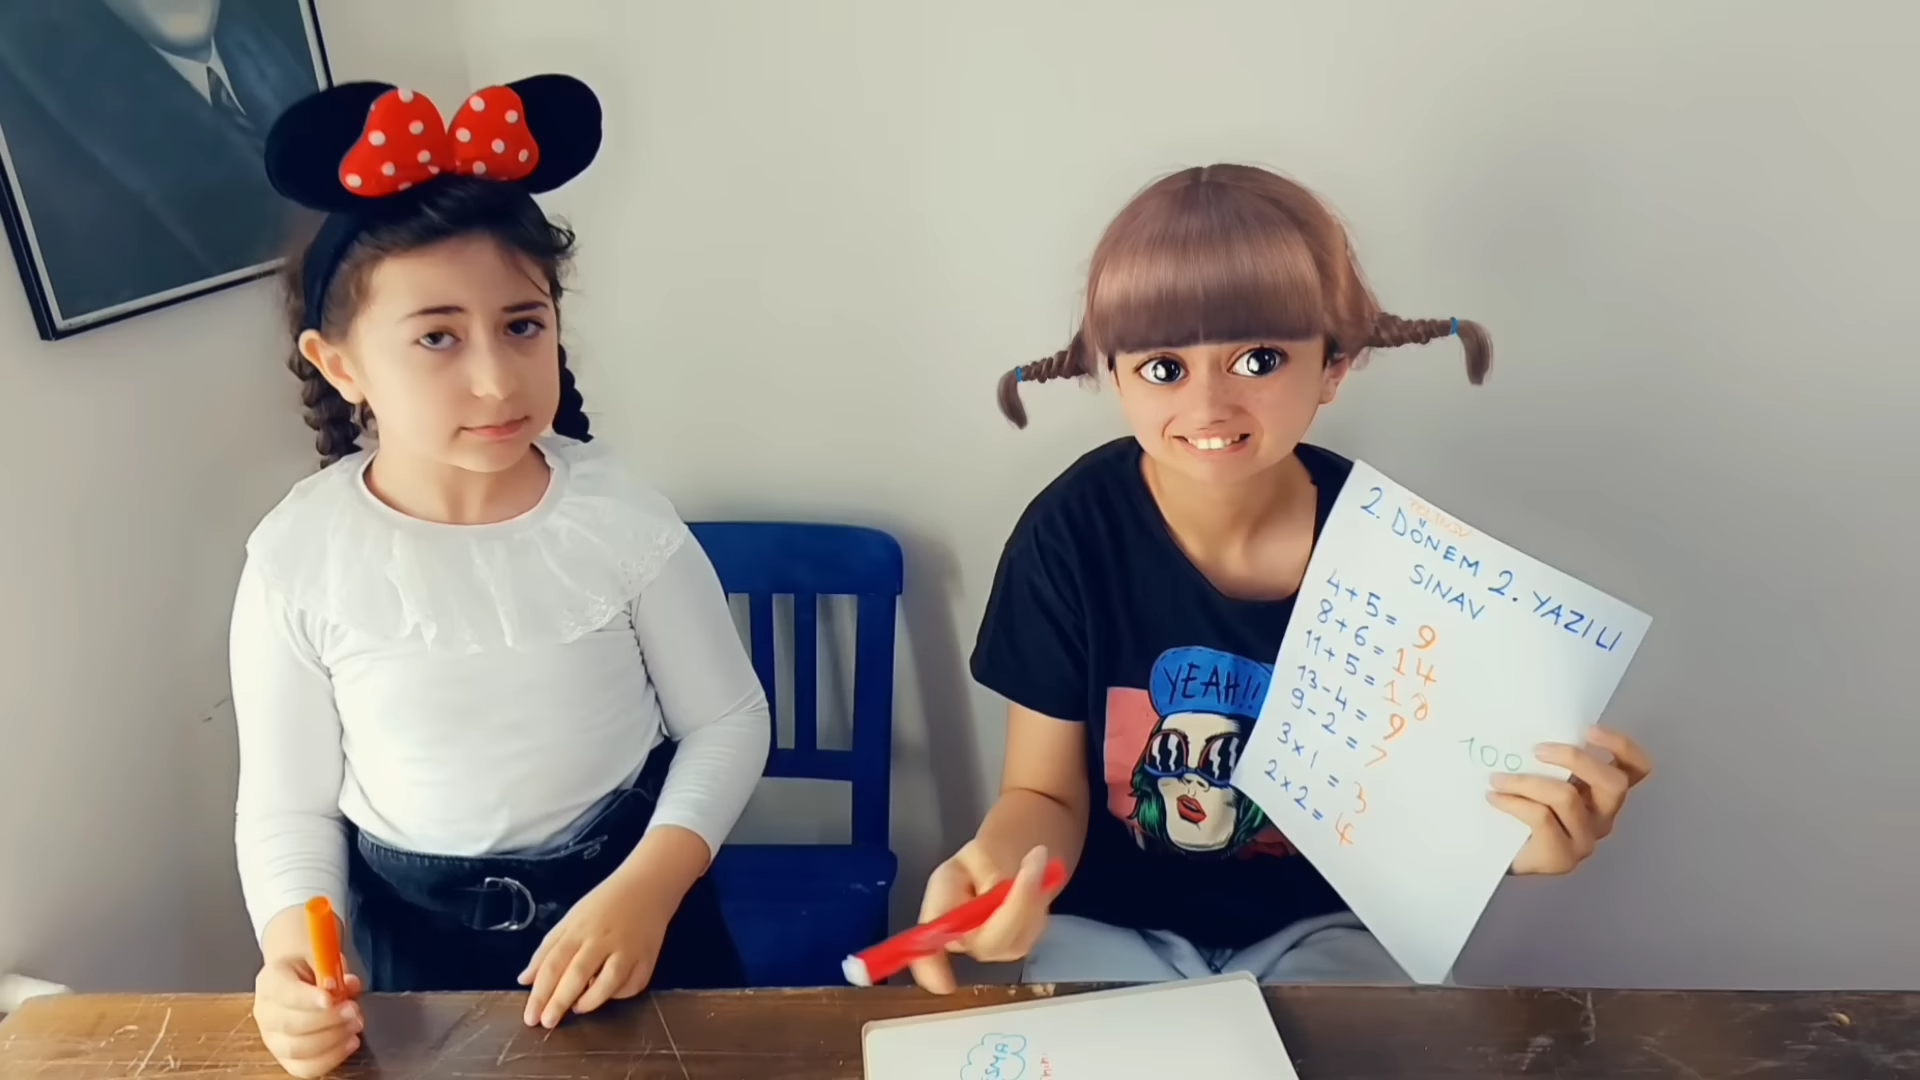 2. DÖNEM 2. YAZILI
SINAV
4+5= 9
8+6= 14
11+5= 18
13-4= 9
9-2= 7
3x1= 3
2x2= 4
100
YEAH!!